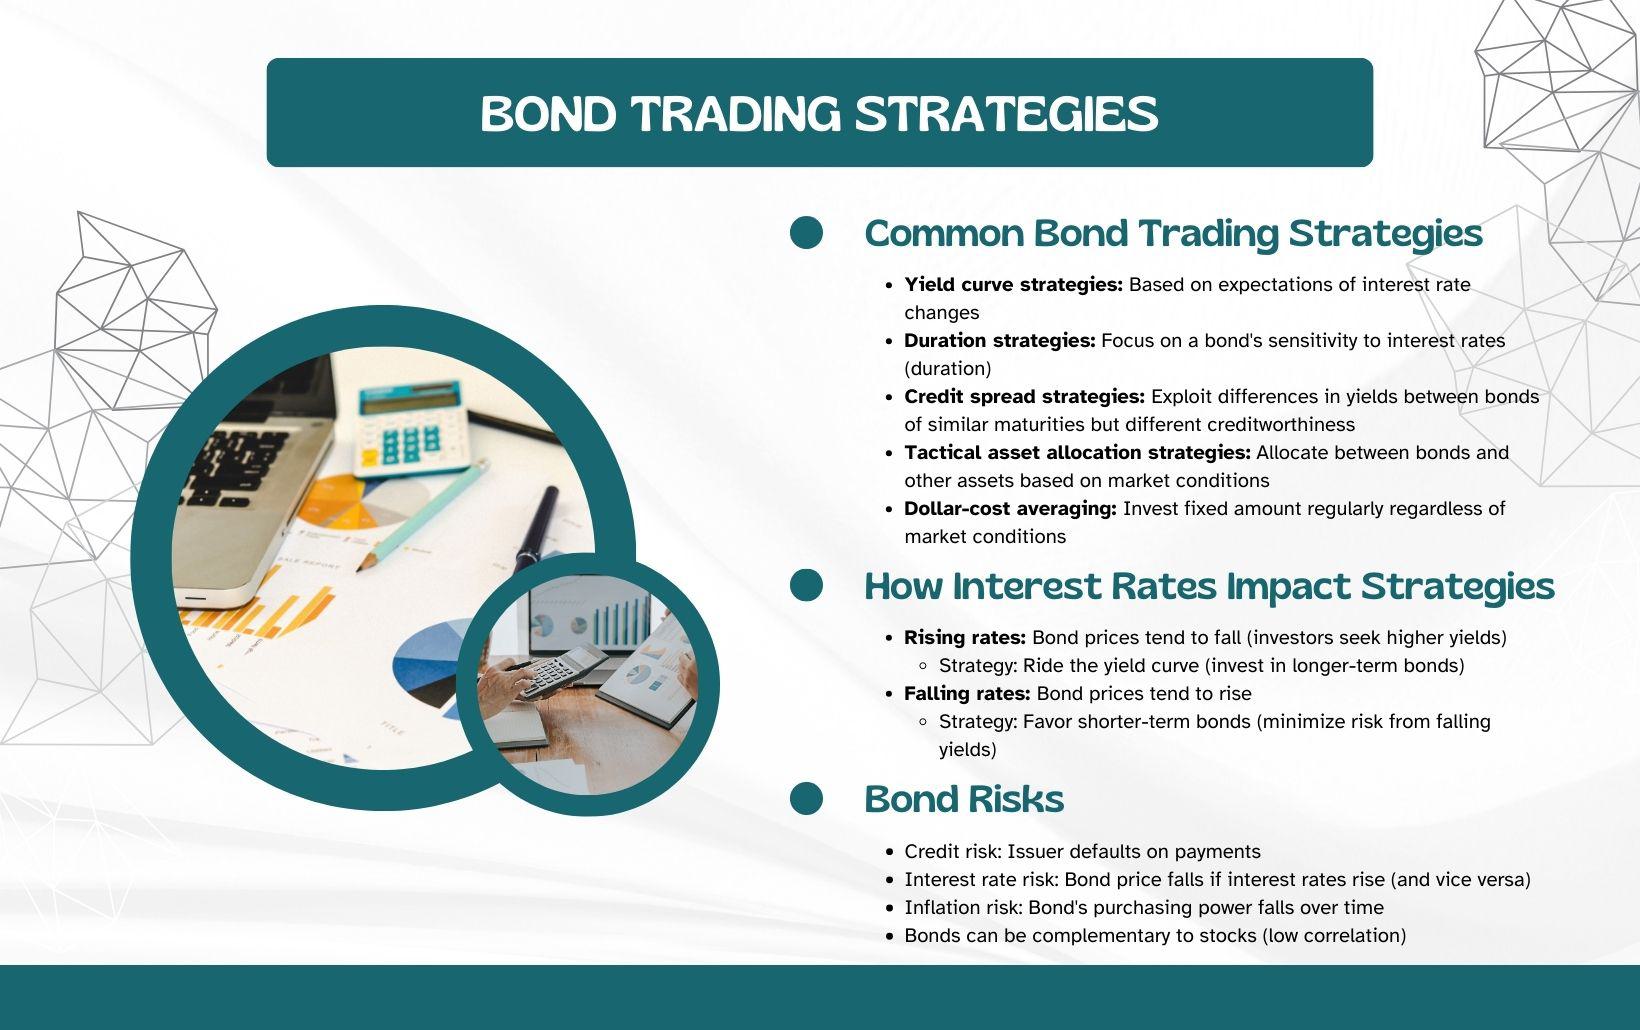 BOND TRADING STRATEGIES
Common Bond Trading Strategies
• Yield curve strategies: Based on expectations of interest rate
changes
• Duration strategies: Focus on a bond's sensitivity to interest rates
(duration)
• Credit spread strategies: Exploit differences in yields between bonds
of similar maturities but different creditworthiness
• Tactical asset allocation strategies: Allocate between bonds and
other assets based on market conditions
• Dollar-cost averaging: Invest fixed amount regularly regardless of
market conditions
How Interest Rates Impact Strategies
• Rising rates: Bond prices tend to fall (investors seek higher yields)
◦ Strategy: Ride the yield curve (invest in longer-term bonds)
• Falling rates: Bond prices tend to rise
◦ Strategy: Favor shorter-term bonds (minimize risk from falling
yields)
Bond Risks
• Credit risk: Issuer defaults on payments
• Interest rate risk: Bond price falls if interest rates rise (and vice versa)
• Inflation risk: Bond's purchasing power falls over time
• Bonds can be complementary to stocks (low correlation)
REPORT
TITLE